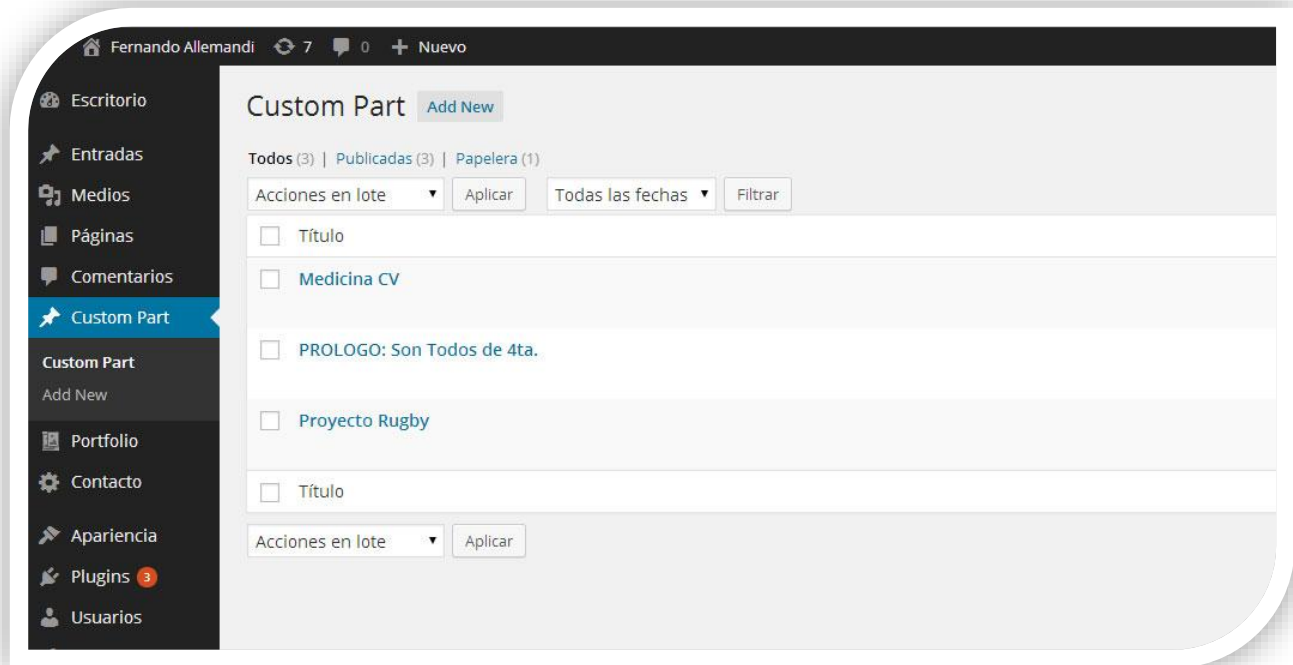 Fernando Allemandi 7 0 + Nuevo
Escritorio
Entradas
Medios
Páginas
Comentarios
Custom Part
Custom Part
Add New
Portfolio
Contacto
Apariencia
Plugins 3
Usuarios
Custom Part Add New
Todos (3) | Publicadas (3) | Papelera (1)
Acciones en lote Aplicar Todas las fechas Filtrar
Título
Medicina CV
PROLOGO: Son Todos de 4ta.
Proyecto Rugby
Título
Acciones en lote Aplicar